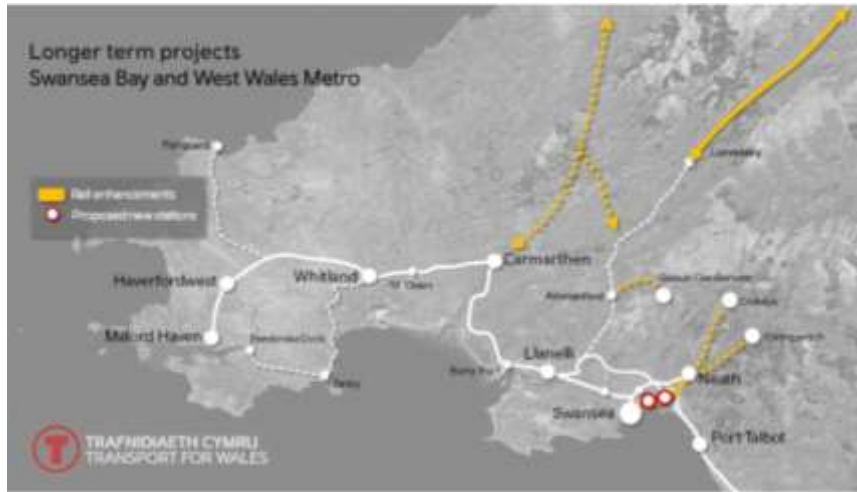 Longer term projects
Swansea Bay and West Wales Metro
Fishguard
Llandovery
Rail enhancements
Proposed new stations
Carmarthen
Haverfordwest
Whitland
St Clears
Ammanford
Milford Haven
Pembroke Dock
Llanelli
Tenby
Neath
Swansea
Port Talbot
TRAFNIDIAETH CYMRU
TRANSPORT FOR WALES